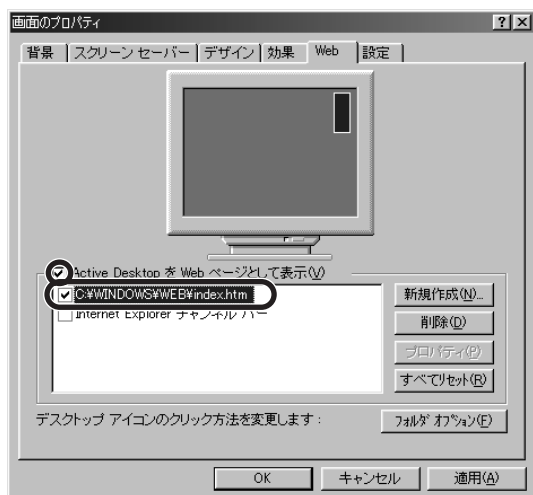 画面のプロパティ
背景 スクリーン セーバー デザイン 効果 Web 設定
Active Desktop を Web ページとして表示(V)
C:¥WINDOWS¥WEB¥index.htm
Internet Explorer チャンネル バー
新規作成(N)...
削除(D)
プロパティ(P)
すべてリセット(R)
デスクトップ アイコンのクリック方法を変更します:
フォルダ オプション(F)
OK キャンセル 適用(A)